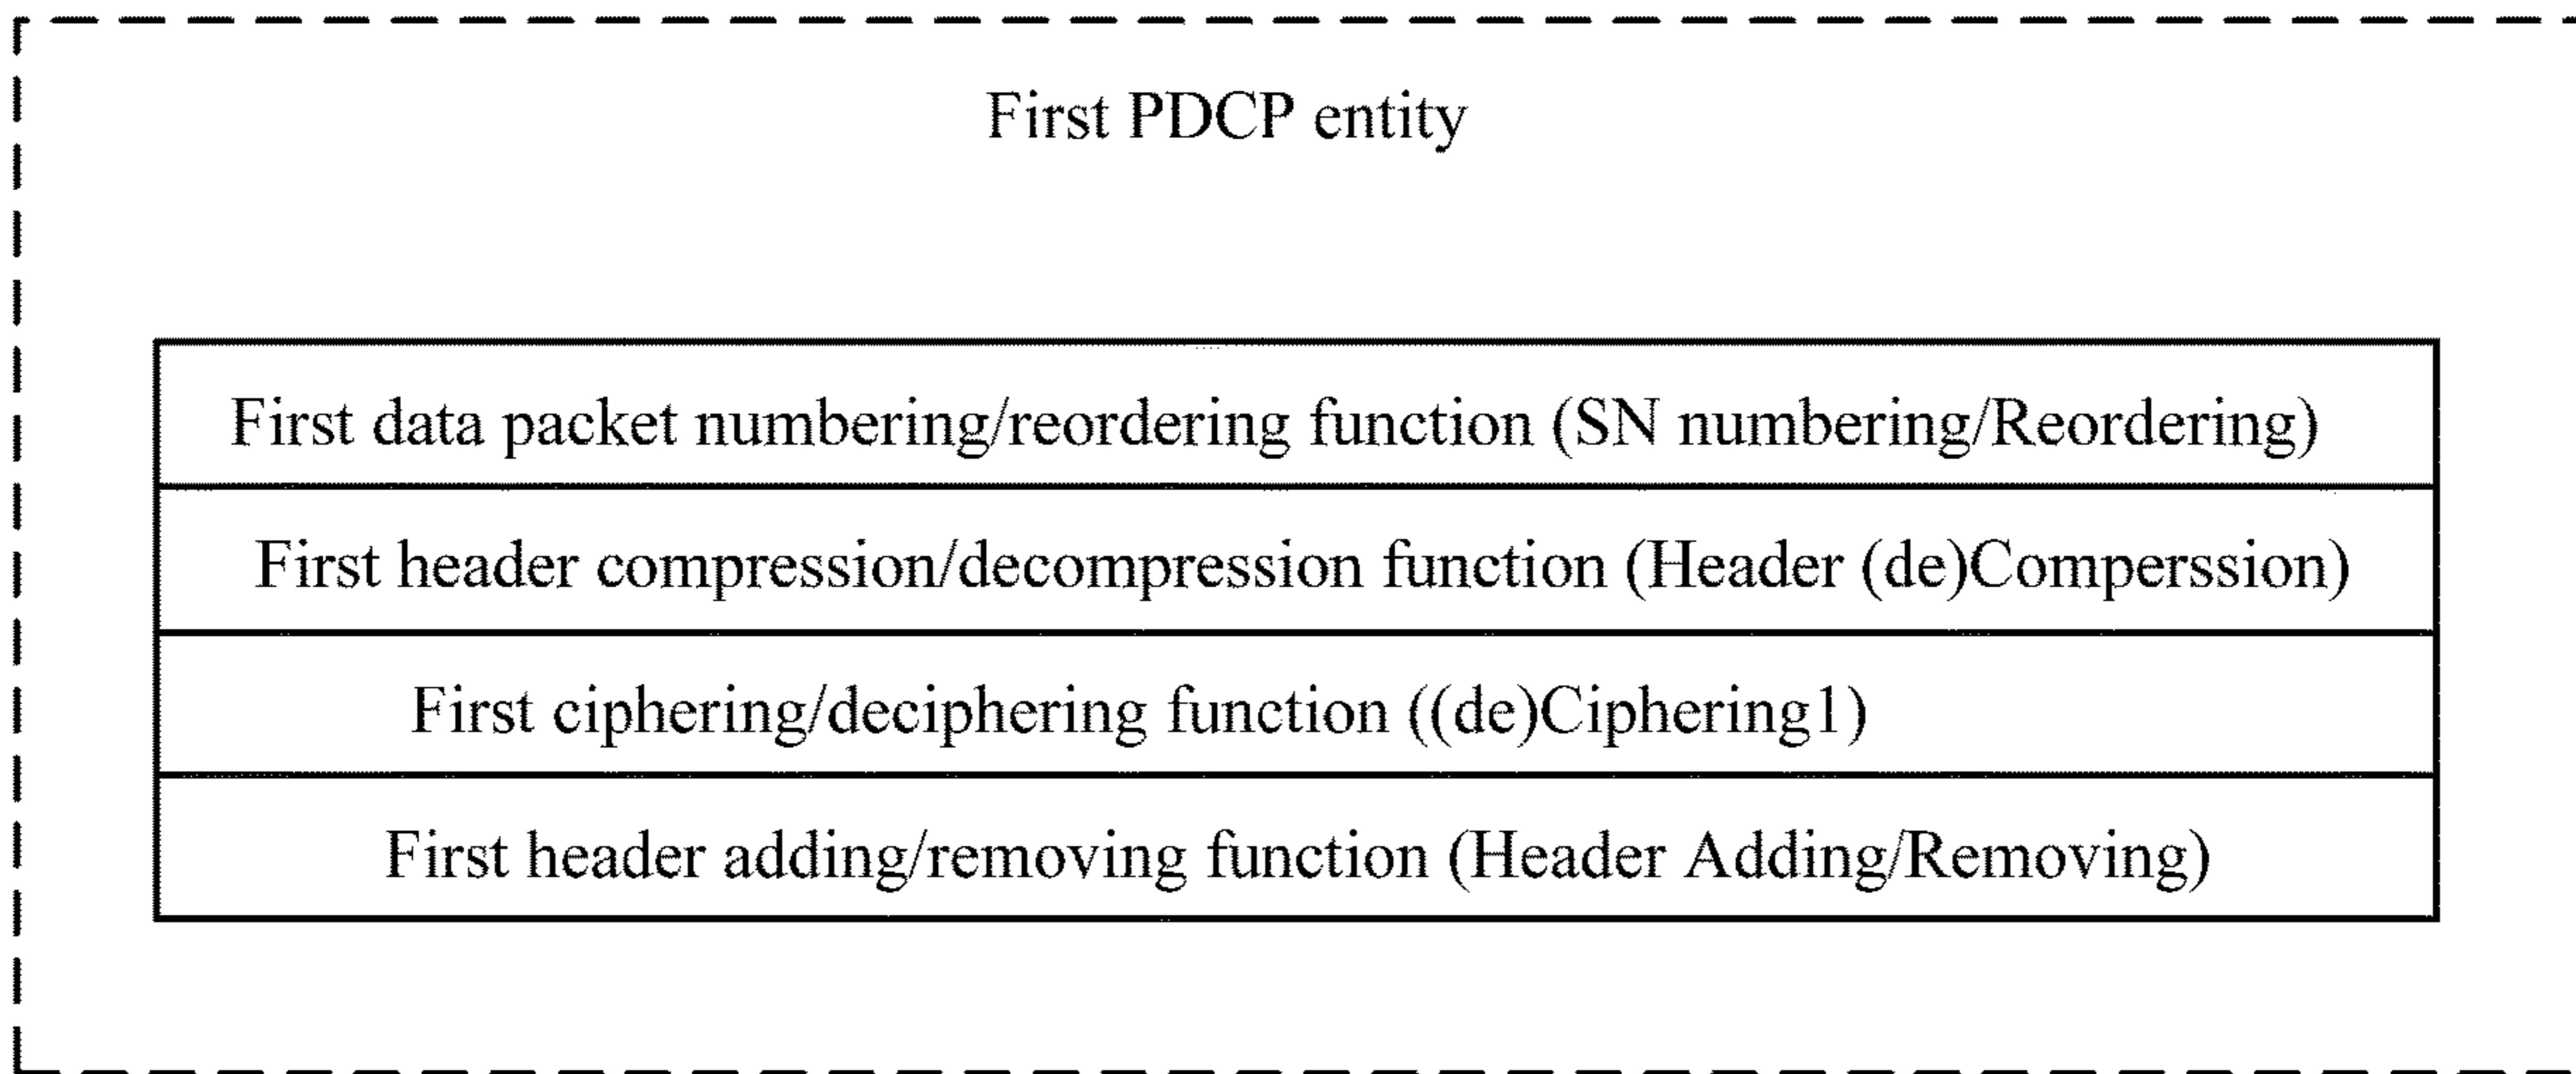 First PDCP entity
First data packet numbering/reordering function (SN numbering/Reordering)
First header compression/decompression function (Header (de)Comperssion)
First ciphering/deciphering function ((de)Ciphering1)
First header adding/removing function (Header Adding/Removing)